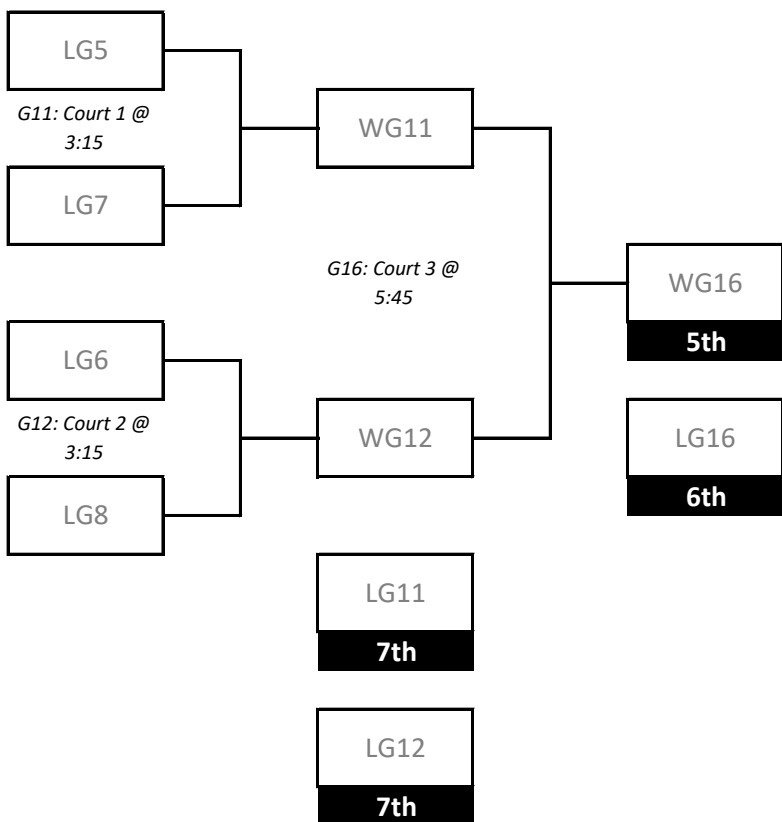 LG5
G11: Court 1 @
3:15
LG7
WG11
G16: Court 3 @
5:45
WG16
5th
LG6
G12: Court 2 @
3:15
LG8
WG12
LG16
6th
LG11
7th
LG12
7th